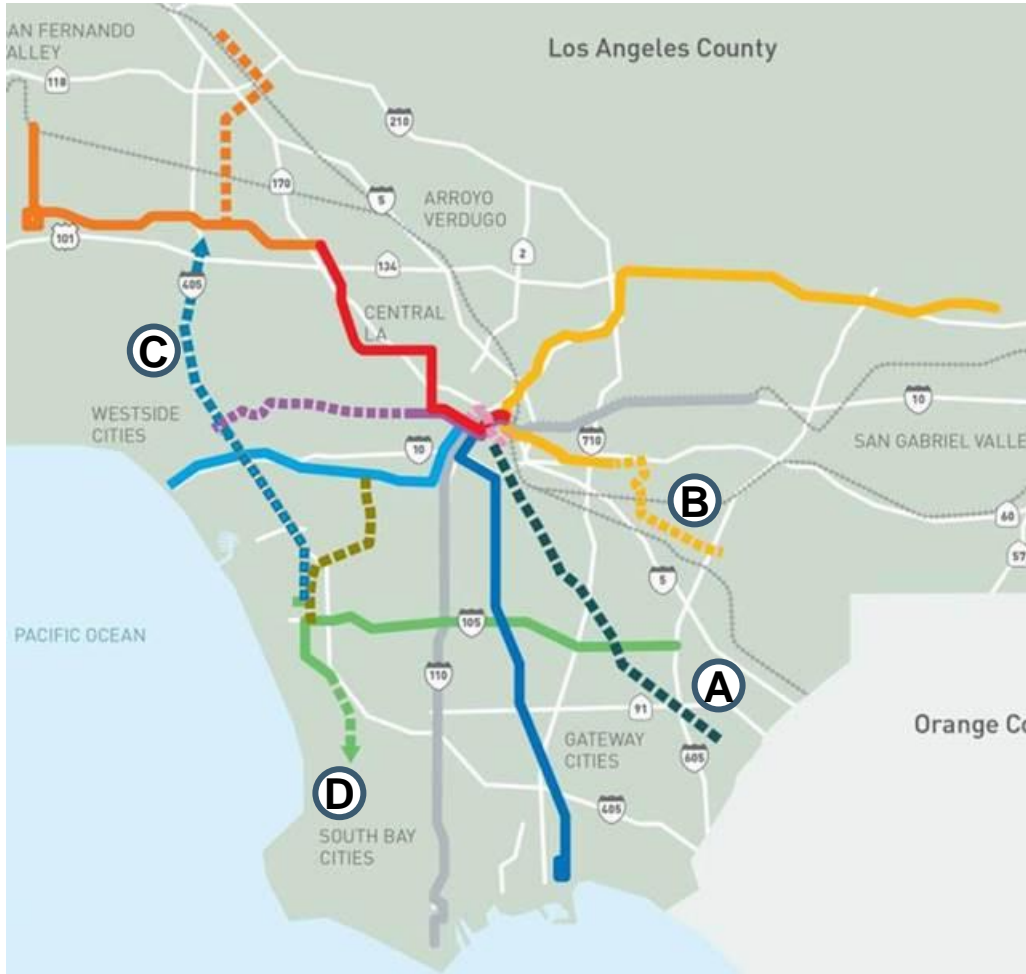 AN FERNANDO
ALLEY
Los Angeles County
118
210
170
5
ARROYO
VERDUGO
101
2
134
405
CENTRAL
LA
C
WESTSIDE
CITIES
10
10
710
SAN GABRIEL VALLE
B
60
57
5
PACIFIC OCEAN
105
110
A
91
Orange Co
GATEWAY
CITIES
605
D
405
SOUTH BAY
CITIES